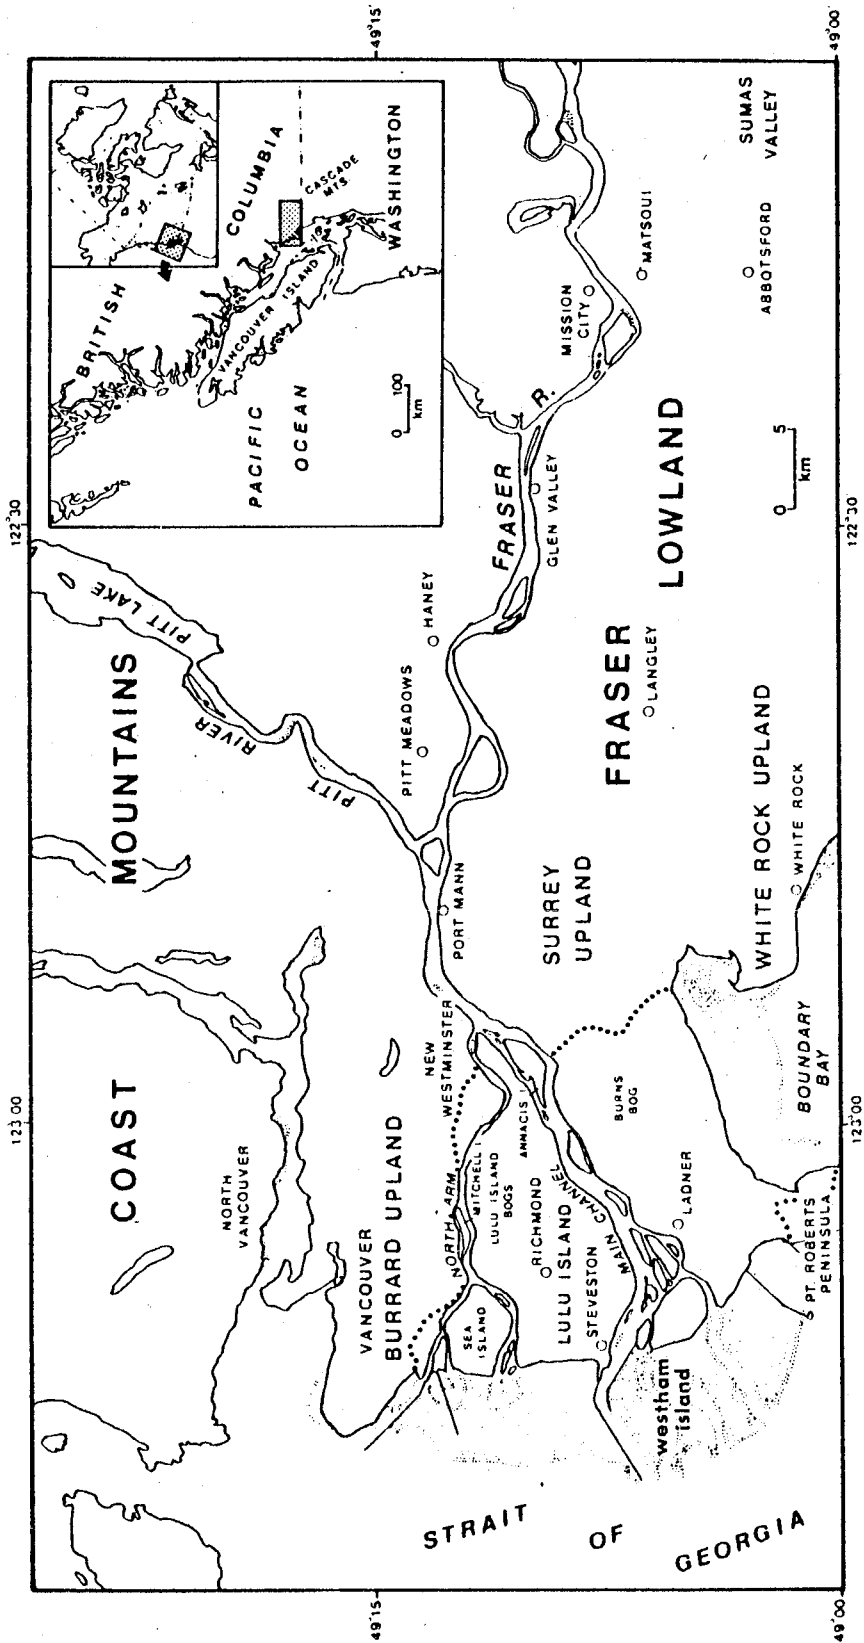 49°15'
49°00'
122°30
123°00
BRITISH
COLUMBIA
CASCADE
MTS.
WASHINGTON
VANCOUVER ISLAND
PACIFIC
OCEAN
0 100
km
COAST
MOUNTAINS
PITT LAKE
PITT
RIVER
NORTH
VANCOUVER
VANCOUVER
BURRARD UPLAND
NEW
WESTMINSTER
PORT MANN
PITT MEADOWS
HANEY
FRASER
R.
GLEN VALLEY
MISSION
CITY
MATSQUI
ABBOTSFORD
SUMAS
VALLEY
NORTH ARM
MITCHELL I
LULU ISLAND
BOGS
ANNACIS I
SEA
ISLAND
RICHMOND
LULU ISLAND
STEVESTON
MAIN CHANNEL
LADNER
BURNS
BOG
SURREY
UPLAND
FRASER
LOWLAND
LANGLEY
WHITE ROCK UPLAND
WHITE ROCK
0 5
km
westham
island
PT. ROBERTS
PENINSULA
BOUNDARY
BAY
STRAIT
OF
GEORGIA
49°15'
49°00
122°30
123°00